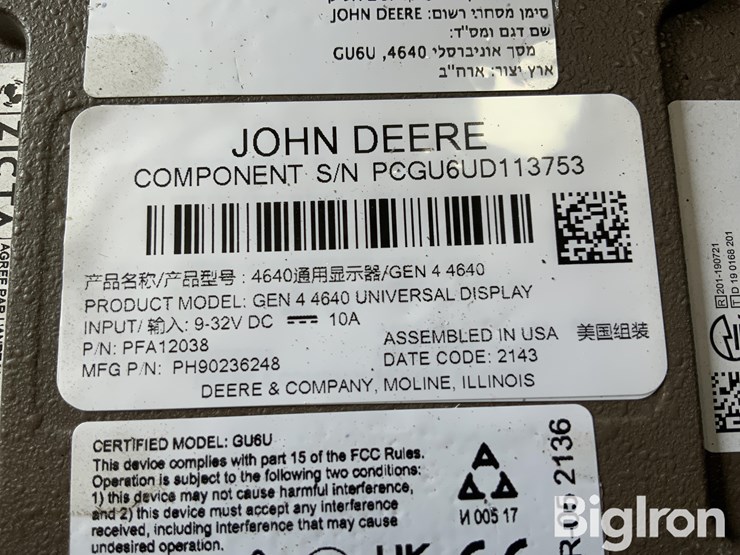 סימן מסחרי רשום: JOHN DEERE
שם דגם ומס"ד:
מסך אוניברסלי 4640, GU6U
ארץ יצור: ארה"ב
ZICTA
JOHN DEERE
COMPONENT S/N PCGU6UD113753
产品名称/产品型号：4640通用显示器/GEN 4 4640
PRODUCT MODEL: GEN 4 4640 UNIVERSAL DISPLAY
INPUT/ 输入: 9-32V DC 10A
P/N: PFA12038
MFG P/N: PH90236248
ASSEMBLED IN USA 美国组装
DATE CODE: 2143
DEERE & COMPANY, MOLINE, ILLINOIS
R 201-190721
T D 19 0168 201
CERTIFIED MODEL: GU6U
This device complies with part 15 of the FCC Rules.
Operation is subject to the following two conditions:
1) this device may not cause harmful interference,
and 2) this device must accept any interference
received, including interference that may cause
undesired operation.
И 005 17
2136
BigIron